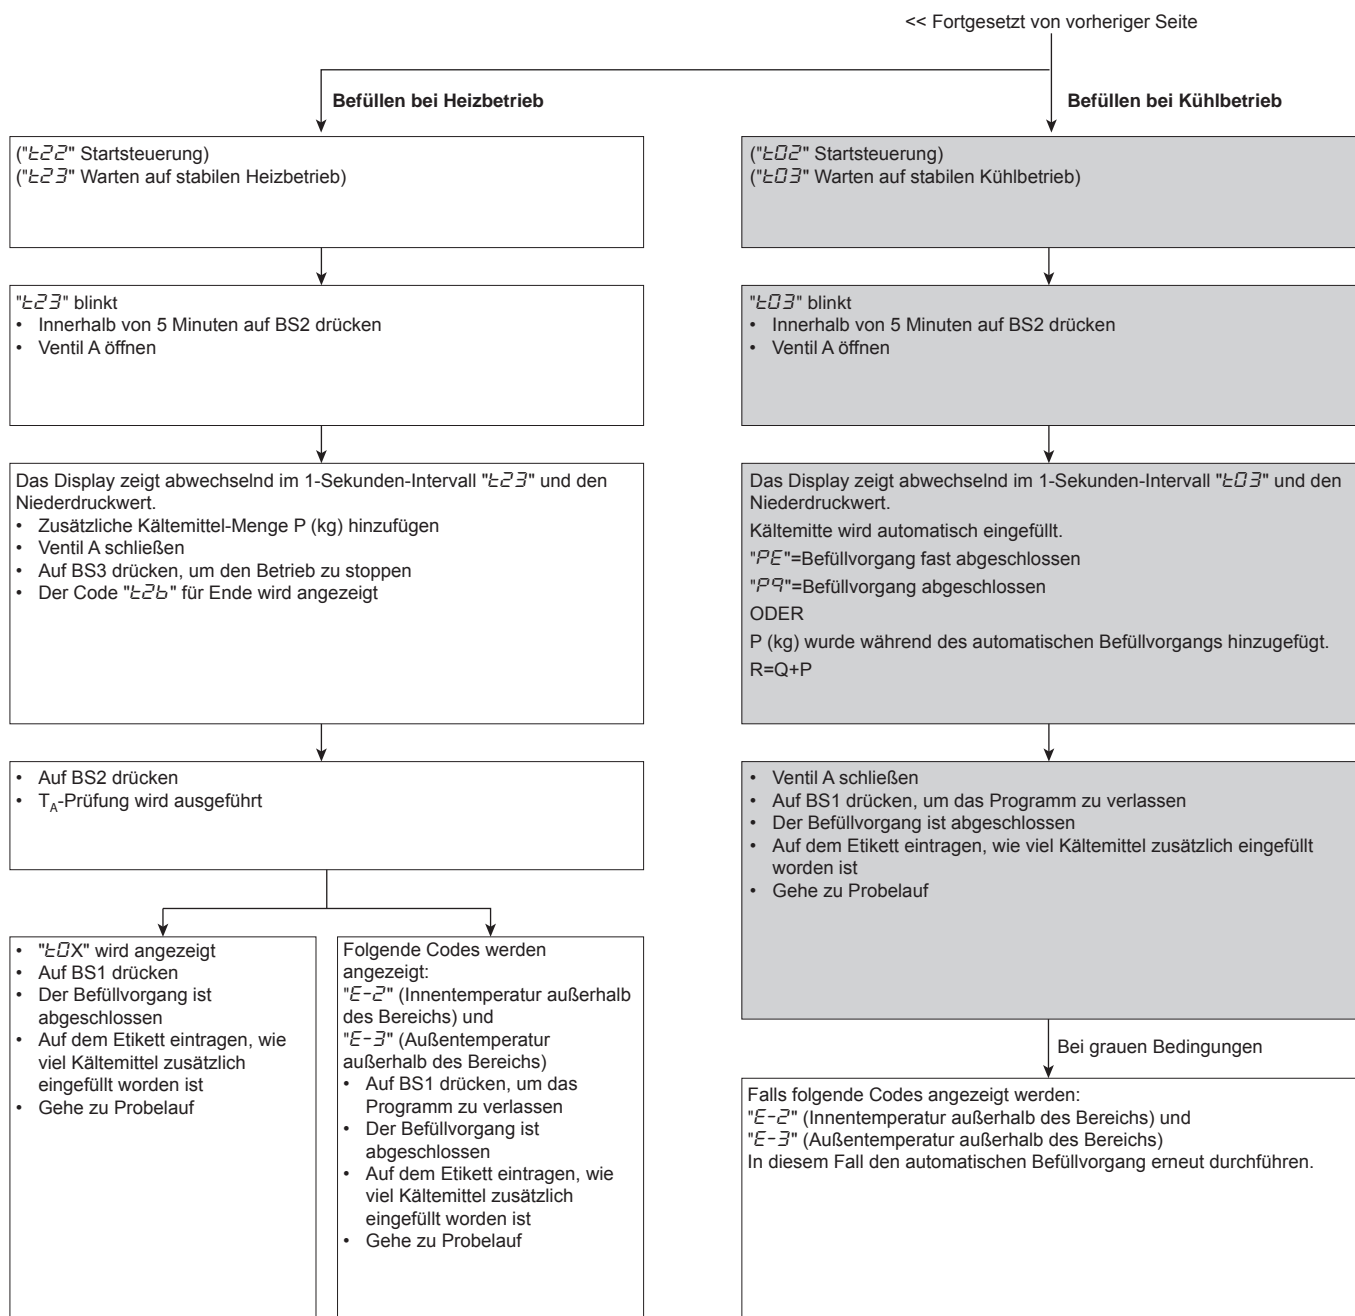 << Fortgesetzt von vorheriger Seite
Befüllen bei Heizbetrieb
("t22" Startsteuerung)
("t23" Warten auf stabilen Heizbetrieb)
"t23" blinkt
• Innerhalb von 5 Minuten auf BS2 drücken
• Ventil A öffnen
Das Display zeigt abwechselnd im 1-Sekunden-Intervall "t23" und den
Niederdruckwert.
• Zusätzliche Kältemittel-Menge P (kg) hinzufügen
• Ventil A schließen
• Auf BS3 drücken, um den Betrieb zu stoppen
• Der Code "t2b" für Ende wird angezeigt
• Auf BS2 drücken
• TA-Prüfung wird ausgeführt
• "t0X" wird angezeigt
• Auf BS1 drücken
• Der Befüllvorgang ist
abgeschlossen
• Auf dem Etikett eintragen, wie
viel Kältemittel zusätzlich
eingefüllt worden ist
• Gehe zu Probelauf
Folgende Codes werden
angezeigt:
"E-2" (Innentemperatur außerhalb
des Bereichs) und
"E-3" (Außentemperatur
außerhalb des Bereichs)
• Auf BS1 drücken, um das
Programm zu verlassen
• Der Befüllvorgang ist
abgeschlossen
• Auf dem Etikett eintragen, wie
viel Kältemittel zusätzlich
eingefüllt worden ist
• Gehe zu Probelauf
Befüllen bei Kühlbetrieb
("t02" Startsteuerung)
("t03" Warten auf stabilen Kühlbetrieb)
"t03" blinkt
• Innerhalb von 5 Minuten auf BS2 drücken
• Ventil A öffnen
Das Display zeigt abwechselnd im 1-Sekunden-Intervall "t03" und den
Niederdruckwert.
Kältemitte wird automatisch eingefüllt.
"PE"=Befüllvorgang fast abgeschlossen
"P9"=Befüllvorgang abgeschlossen
ODER
P (kg) wurde während des automatischen Befüllvorgangs hinzugefügt.
R=Q+P
• Ventil A schließen
• Auf BS1 drücken, um das Programm zu verlassen
• Der Befüllvorgang ist abgeschlossen
• Auf dem Etikett eintragen, wie viel Kältemittel zusätzlich eingefüllt
worden ist
• Gehe zu Probelauf
Bei grauen Bedingungen
Falls folgende Codes angezeigt werden:
"E-2" (Innentemperatur außerhalb des Bereichs) und
"E-3" (Außentemperatur außerhalb des Bereichs)
In diesem Fall den automatischen Befüllvorgang erneut durchführen.